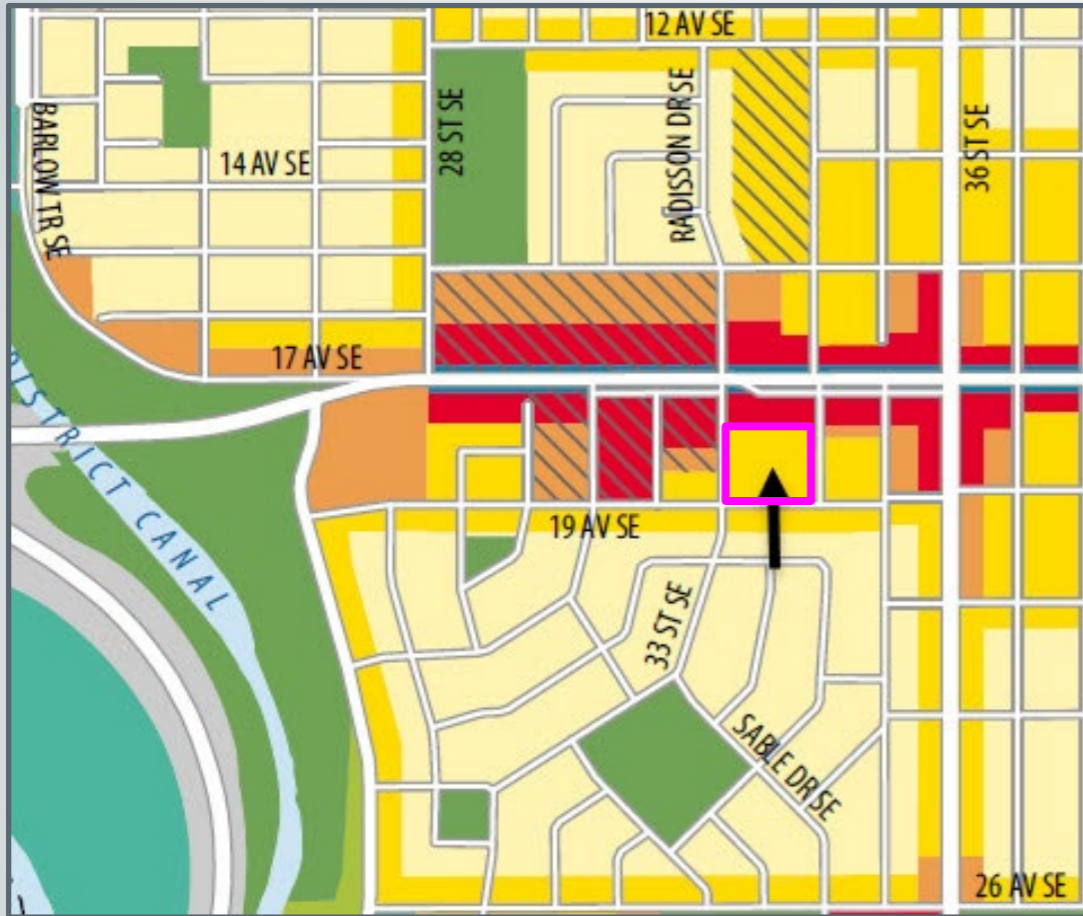 12 AV SE
BARLOW TR SE
14 AV SE
28 ST SE
RADISSON DR SE
36 ST SE
17 AV SE
DISTRICT CANAL
19 AV SE
33 ST SE
SABLE DR SE
26 AV SE